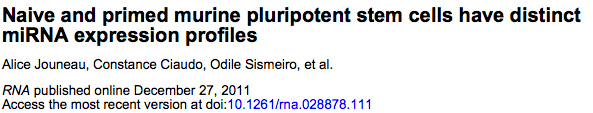 Naive and primed murine pluripotent stem cells have distinct
miRNA expression profiles
Alice Jouneau, Constance Ciaudo, Odile Sismeiro, et al.
RNA published online December 27, 2011
Access the most recent version at doi:10.1261/rna.028878.111